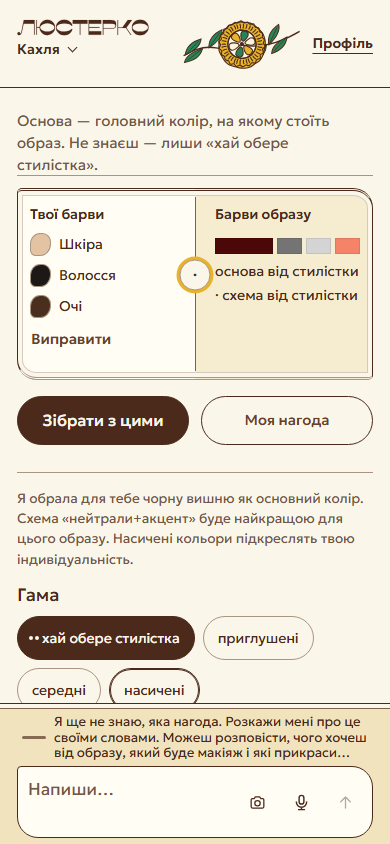 ЛЮСТЕРКО
Кахля
Профіль
Основа — головний колір, на якому стоїть
образ. Не знаєш — лиши «хай обере
стилістка».
Твої барви
Шкіра
Волосся
Очі
Виправити
Барви образу
основа від стилістки
· схема від стилістки
Зібрати з цими
Моя нагода
Я обрала для тебе чорну вишню як основний колір.
Схема «нейтрали+акцент» буде найкращою для
цього образу. Насичені кольори підкреслять твою
індивідуальність.
Гама
•• хай обере стилістка
приглушені
середні
насичені
Я ще не знаю, яка нагода. Розкажи мені про це
своїми словами. Можеш розповісти, чого хочеш
від образу, який буде макіяж і які прикраси…
Напиши…